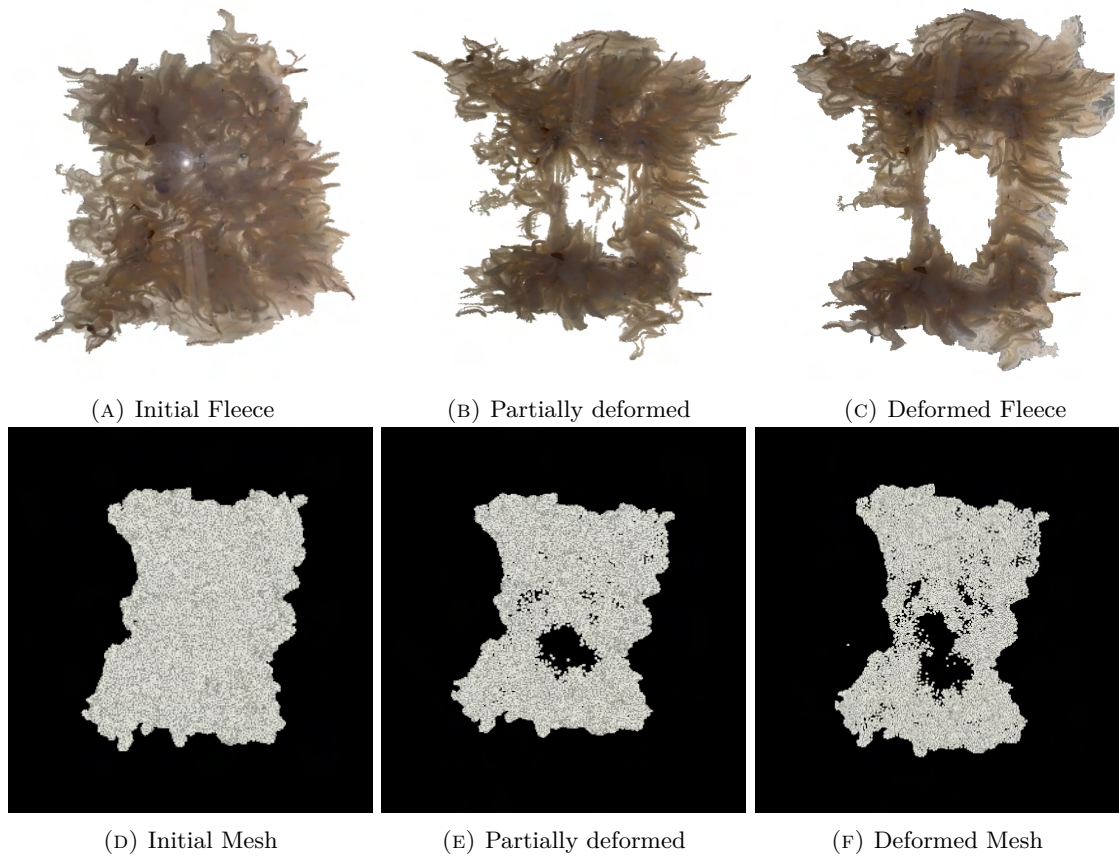 (A) Initial Fleece
(B) Partially deformed
(C) Deformed Fleece
(D) Initial Mesh
(E) Partially deformed
(F) Deformed Mesh